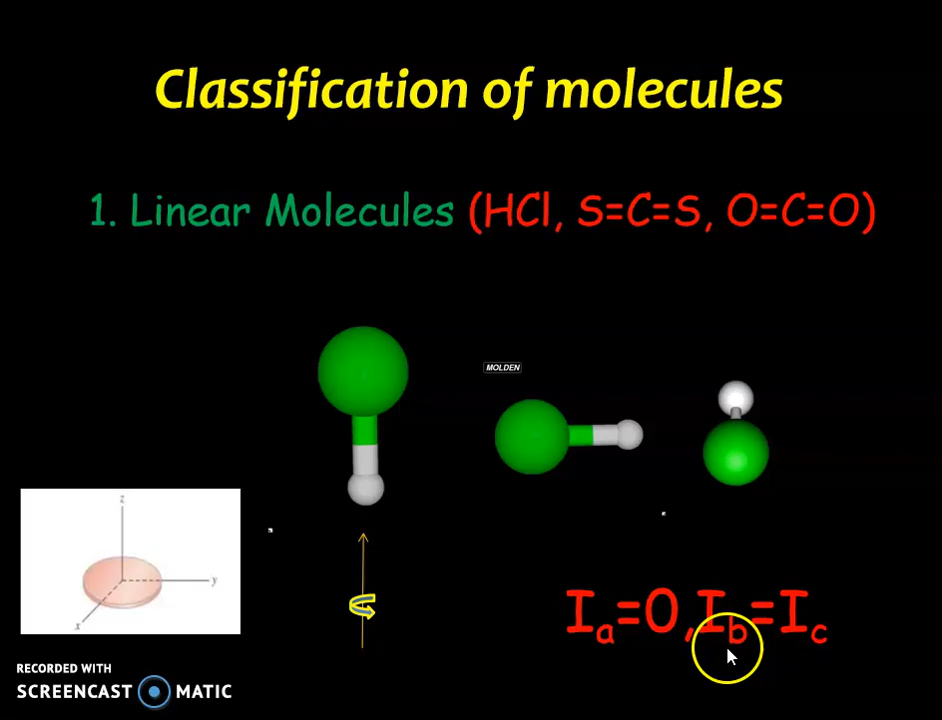 Classification of molecules
1. Linear Molecules (HCl, S=C=S, O=C=O)
MOLDEN
z
y
x
Ia=0,Ib=Ic
RECORDED WITH
SCREENCAST MATIC